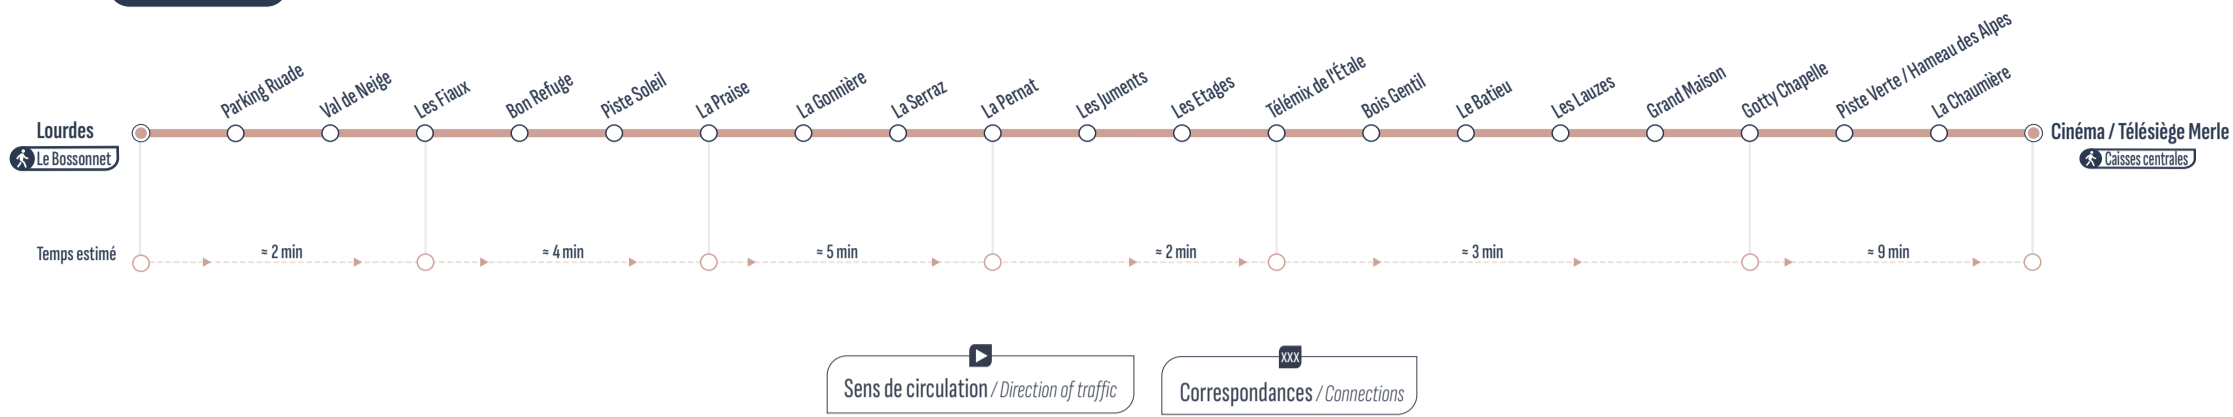 Parking Ruade
Val de Neige
Les Fiaux
Bon Refuge
Piste Soleil
La Praise
La Gonnière
La Serraz
La Pernat
Les Juments
Les Etages
Télémix de l'Étale
Bois Gentil
Le Batieu
Les Lauzes
Grand Maison
Gotty Chapelle
Piste Verte / Hameau des Alpes
La Chaumière
Lourdes
Le Bossonnet
Cinéma / Télésiège Merle
Caisses centrales
Temps estimé
≈ 2 min
≈ 4 min
≈ 5 min
≈ 2 min
≈ 3 min
≈ 9 min
Sens de circulation / Direction of traffic
XXX
Correspondances / Connections